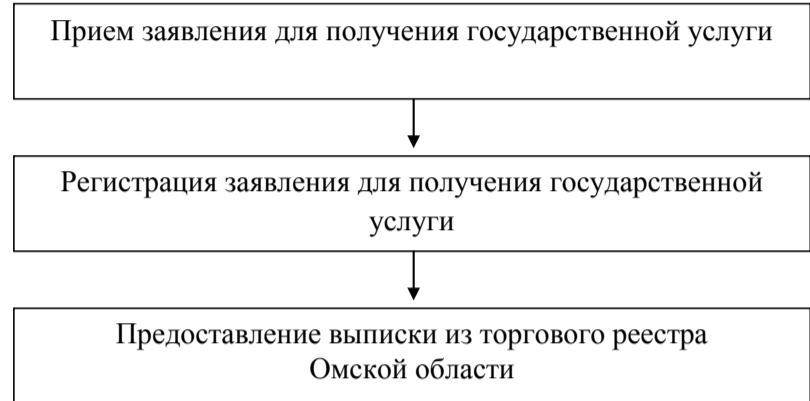 Прием заявления для получения государственной услуги
Регистрация заявления для получения государственной
услуги
Предоставление выписки из торгового реестра
Омской области